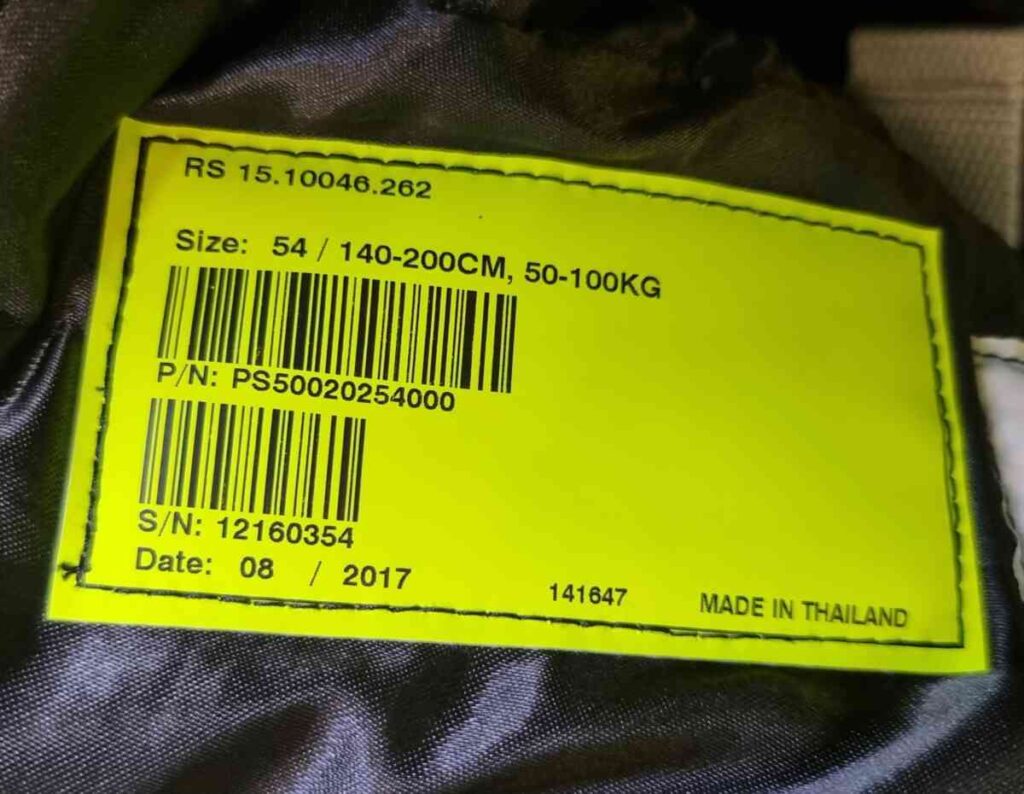 RS 15.10046.262
Size: 54 / 140-200CM, 50-100KG
P/N: PS50020254000
S/N: 12160354
Date: 08 / 2017
141647
MADE IN THAILAND